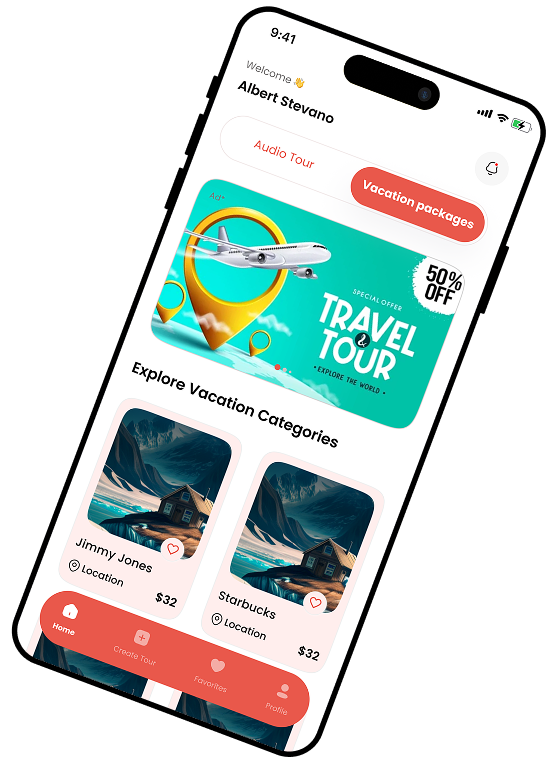 9:41
Welcome 👋
Albert Stevano
Audio Tour
Vacation packages
Ad*
50%
OFF
SPECIAL OFFER
TRAVEL
&
TOUR
• EXPLORE THE WORLD •
Explore Vacation Categories
Jimmy Jones
Location
$32
Starbucks
Location
$32
Home
Create Tour
Favorites
Profile